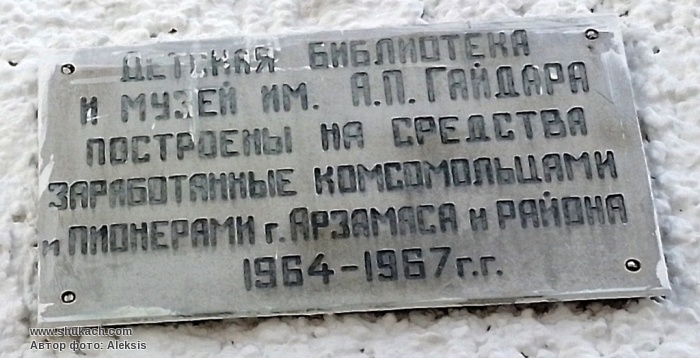 ДЕТСКАЯ БИБЛИОТЕКА
И МУЗЕЙ ИМ. А.П. ГАЙДАРА
ПОСТРОЕНЫ НА СРЕДСТВА
ЗАРАБОТАННЫЕ КОМСОМОЛЬЦАМИ
И ПИОНЕРАМИ г. АРЗАМАСА И РАЙОНА
1964-1967 г.г.
www.shukach.com
Автор фото: Aleksis